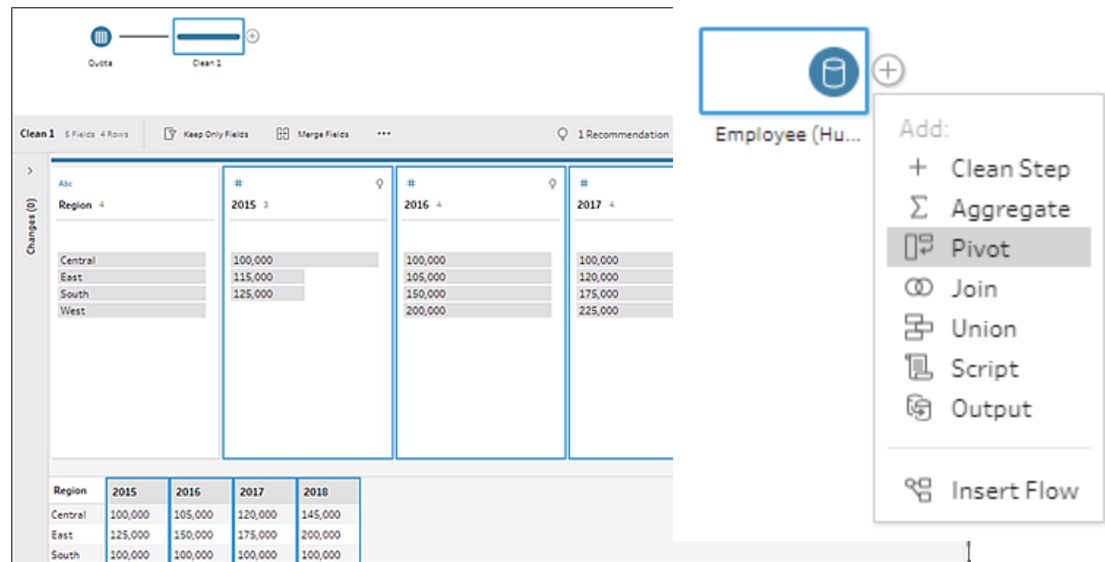 Quota
Clean 1
Clean 1 5 Fields 4 Rows Keep Only Fields Merge Fields ••• 1 Recommendation
Changes (0)
Abc
Region 4
Central
East
South
West
#
2015 3
100,000
115,000
125,000
#
2016 4
100,000
105,000
150,000
200,000
#
2017 4
100,000
120,000
175,000
225,000
Region 2015 2016 2017 2018
Central 100,000 105,000 120,000 145,000
East 125,000 150,000 175,000 200,000
South 100,000 100,000 100,000 100,000
Employee (Hu...
Add:
Clean Step
Aggregate
Pivot
Join
Union
Script
Output
Insert Flow